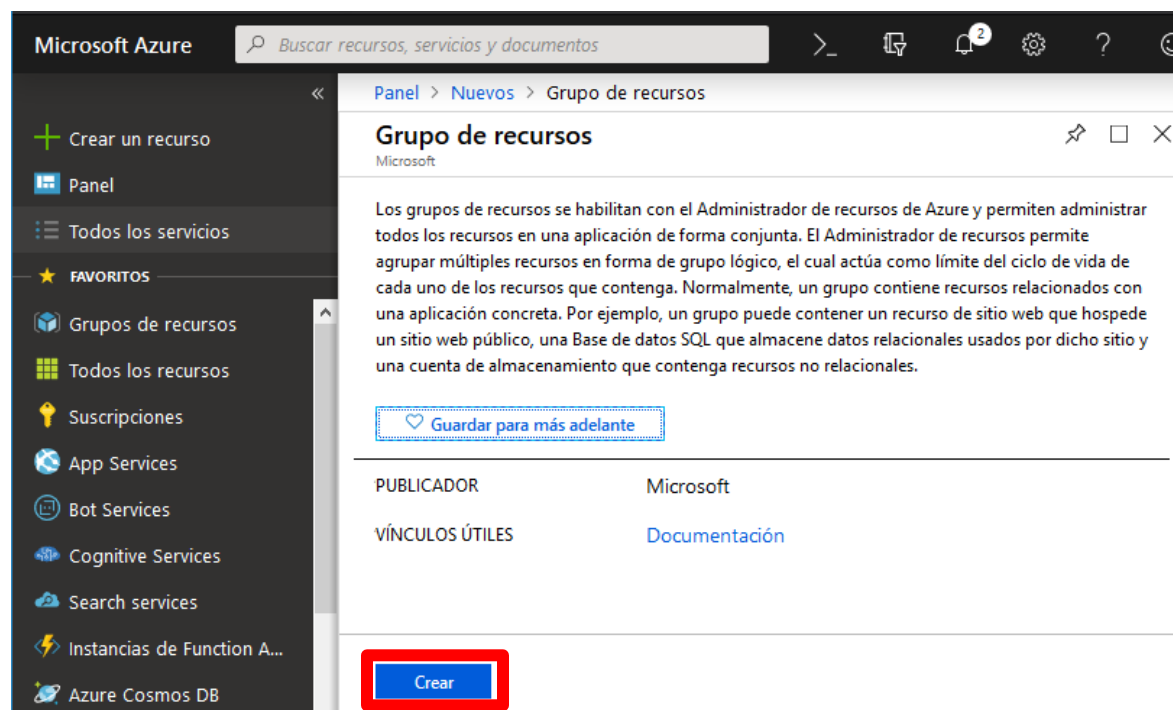 Microsoft Azure
Buscar recursos, servicios y documentos
2
Panel > Nuevos > Grupo de recursos
Crear un recurso
Panel
Todos los servicios
FAVORITOS
Grupos de recursos
Todos los recursos
Suscripciones
App Services
Bot Services
Cognitive Services
Search services
Instancias de Function A...
Azure Cosmos DB
Grupo de recursos
Microsoft
Los grupos de recursos se habilitan con el Administrador de recursos de Azure y permiten administrar
todos los recursos en una aplicación de forma conjunta. El Administrador de recursos permite
agrupar múltiples recursos en forma de grupo lógico, el cual actúa como límite del ciclo de vida de
cada uno de los recursos que contenga. Normalmente, un grupo contiene recursos relacionados con
una aplicación concreta. Por ejemplo, un grupo puede contener un recurso de sitio web que hospede
un sitio web público, una Base de datos SQL que almacene datos relacionales usados por dicho sitio y
una cuenta de almacenamiento que contenga recursos no relacionales.
Guardar para más adelante
PUBLICADOR Microsoft
VÍNCULOS ÚTILES Documentación
Crear